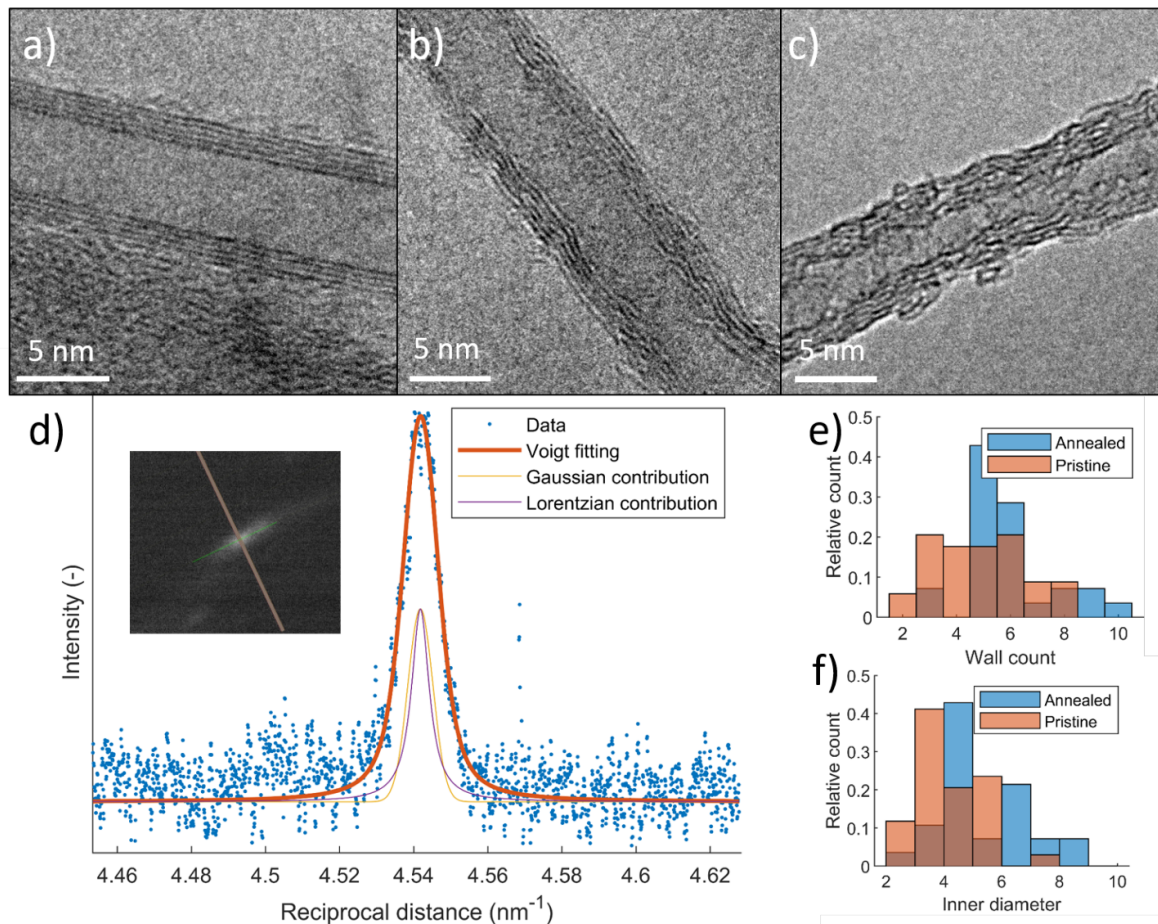 a)
b)
c)
5 nm
5 nm
5 nm
d)
Data
Voigt fitting
Gaussian contribution
Lorentzian contribution
Intensity (-)
4.46 4.48 4.5 4.52 4.54 4.56 4.58 4.6 4.62
Reciprocal distance (nm⁻¹)
e)
0.5
0.4
0.3
0.2
0.1
0
Relative count
Annealed
Pristine
2 4 6 8 10
Wall count
f)
0.5
0.4
0.3
0.2
0.1
0
Relative count
Annealed
Pristine
2 4 6 8 10
Inner diameter